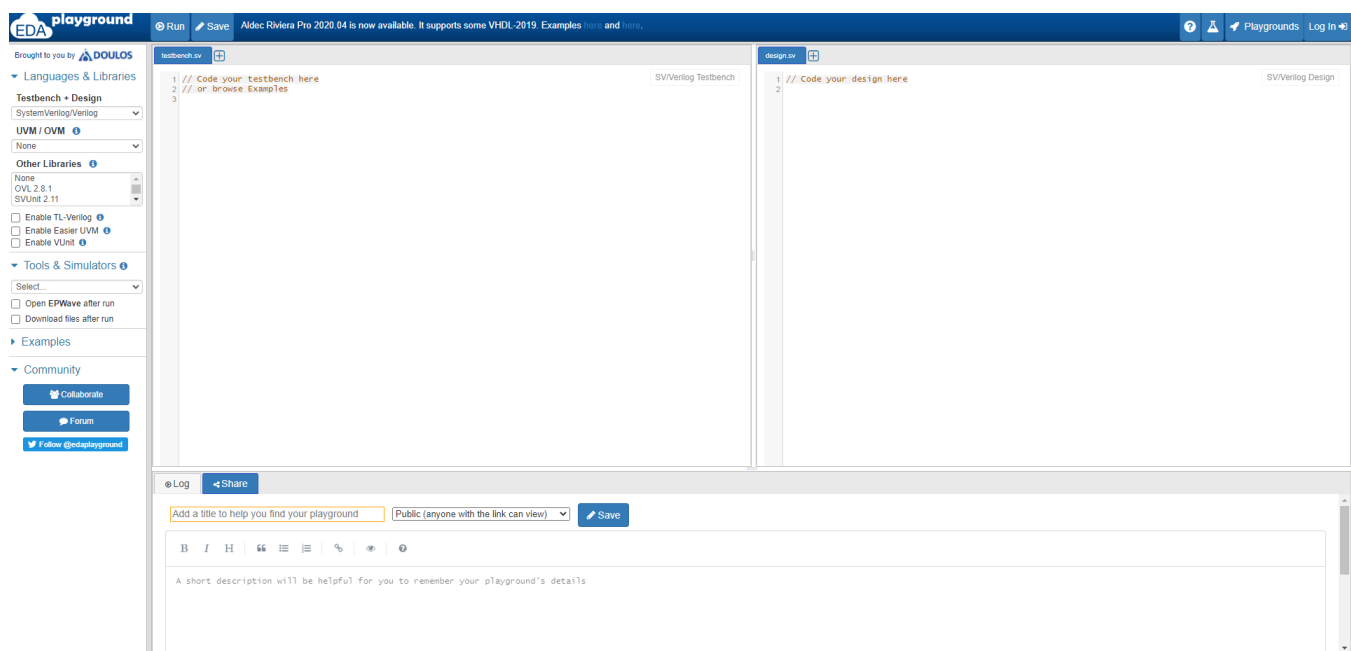 EDA playground
Run Save Aldec Riviera Pro 2020.04 is now available. It supports some VHDL-2019. Examples here and here.
Playgrounds Log In
Brought to you by DOULOS
Languages & Libraries
Testbench + Design
SystemVerilog/Verilog
UVM / OVM
None
Other Libraries
None
OVL 2.8.1
SVUnit 2.11
Enable TL-Verilog
Enable Easier UVM
Enable VUnit
Tools & Simulators
Select...
Open EPWave after run
Download files after run
Examples
Community
Collaborate
Forum
Follow @edaplayground
testbench.sv
SV/Verilog Testbench
1 // Code your testbench here
2 // or browse Examples
3
design.sv
SV/Verilog Design
1 // Code your design here
2
Log Share
Add a title to help you find your playground Public (anyone with the link can view) Save
B I H
A short description will be helpful for you to remember your playground's details